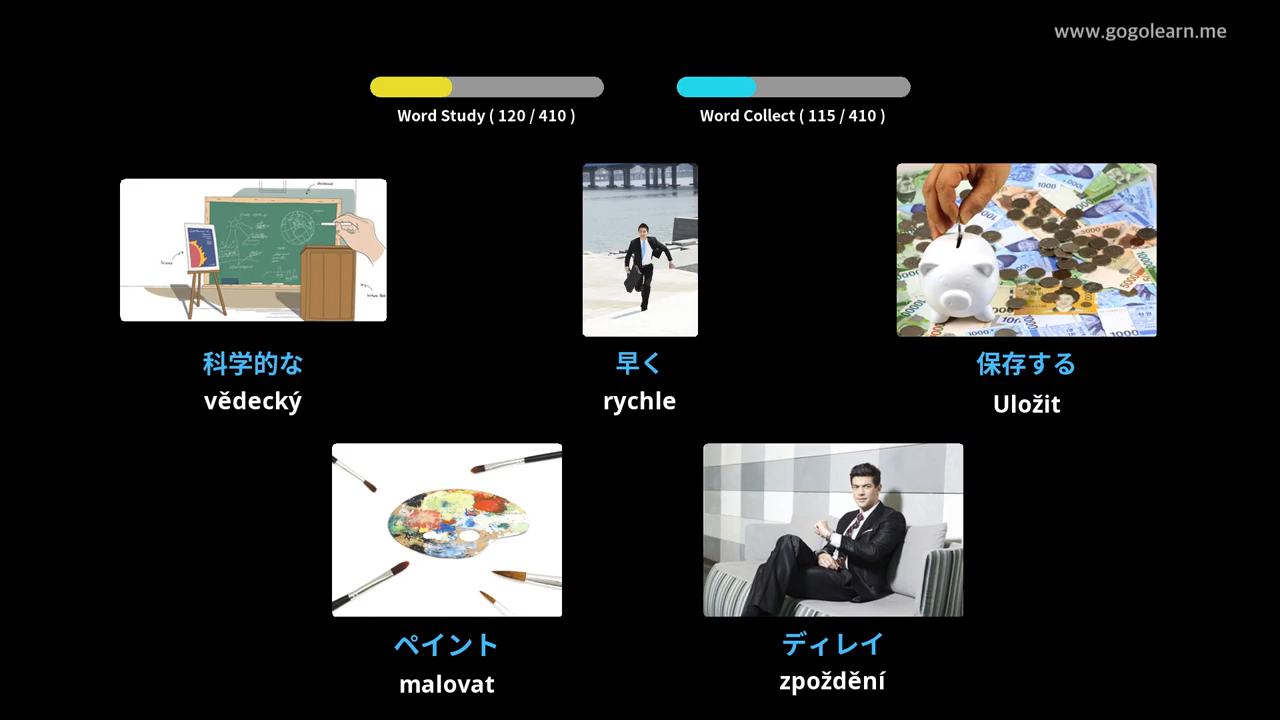 www.gogolearn.me
Word Study ( 120 / 410 )
Word Collect ( 115 / 410 )
科学的な
vědecký
早く
rychle
保存する
Uložit
ペイント
malovat
ディレイ
zpoždění